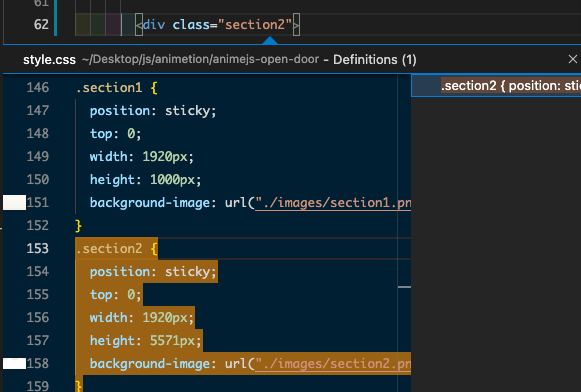 61
62 <div class="section2">
style.css ~/Desktop/js/animetion/animejs-open-door - Definitions (1)
146 .section1 { .section2 { position: sti
147 position: sticky;
148 top: 0;
149 width: 1920px;
150 height: 1000px;
151 background-image: url("./images/section1.pn
152 }
153 .section2 {
154 position: sticky;
155 top: 0;
156 width: 1920px;
157 height: 5571px;
158 background-image: url("./images/section2.pn
159 }